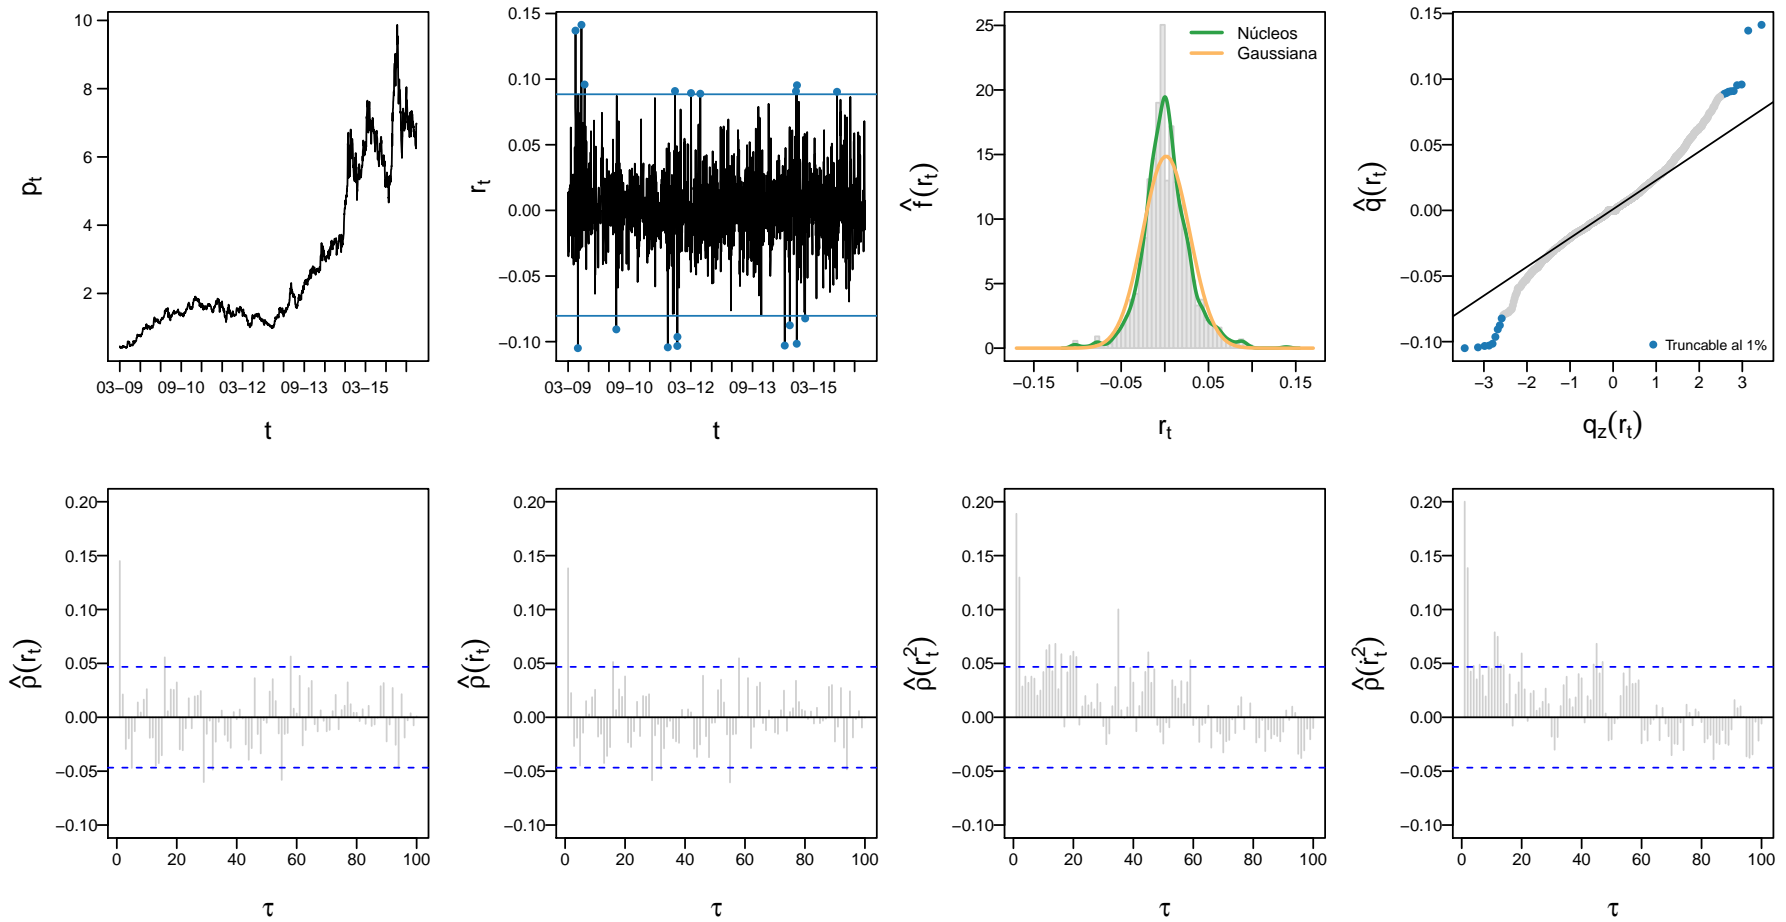 10
8
6
4
2
p_t
03−09 09−10 03−12 09−13 03−15
t
0.15
0.10
0.05
0.00
−0.05
−0.10
r_t
03−09 09−10 03−12 09−13 03−15
t
25
20
15
10
5
0
f̂(r_t)
Núcleos
Gaussiana
−0.15 −0.05 0.05 0.15
r_t
0.15
0.10
0.05
0.00
−0.05
−0.10
q̂(r_t)
Truncable al 1%
−3 −2 −1 0 1 2 3
q_z(r_t)
0.20
0.15
0.10
0.05
0.00
−0.05
−0.10
ρ̂(r_t)
0 20 40 60 80 100
τ
0.20
0.15
0.10
0.05
0.00
−0.05
−0.10
ρ̂(ṙ_t)
0 20 40 60 80 100
τ
0.20
0.15
0.10
0.05
0.00
−0.05
−0.10
ρ̂(r_t^2)
0 20 40 60 80 100
τ
0.20
0.15
0.10
0.05
0.00
−0.05
−0.10
ρ̂(ṙ_t^2)
0 20 40 60 80 100
τ